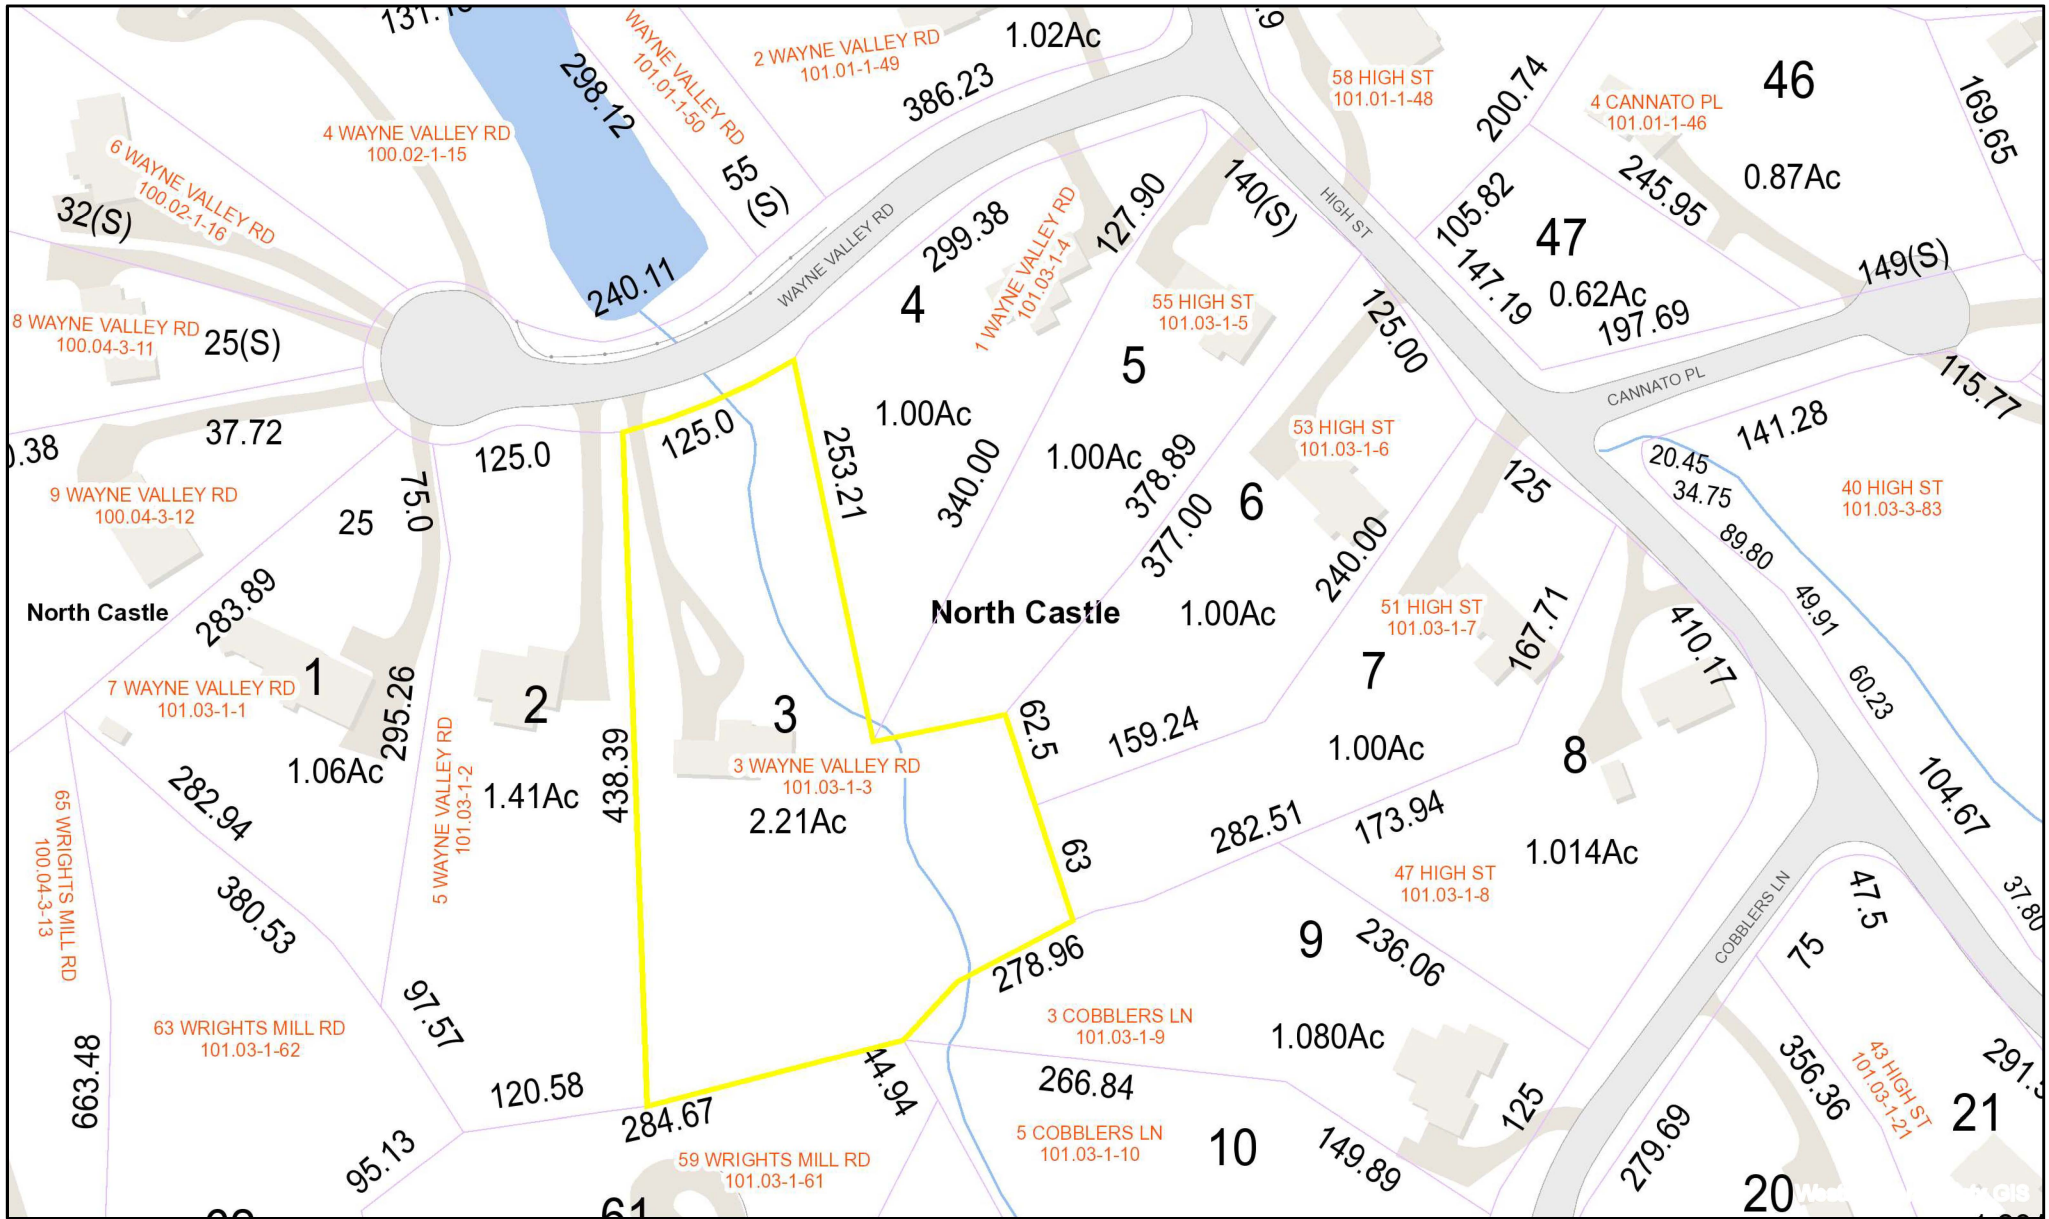 2 WAYNE VALLEY RD
101.01-1-49
1.02Ac
386.23
WAYNE VALLEY RD
101.01-1-50
298.12
55
(S)
58 HIGH ST
101.01-1-48
200.74
4 CANNATO PL
101.01-1-46
46
0.87Ac
169.65
245.95
105.82
147.19
47
0.62Ac
197.69
149(S)
4 WAYNE VALLEY RD
100.02-1-15
6 WAYNE VALLEY RD
100.02-1-16
32(S)
8 WAYNE VALLEY RD
100.04-3-11
25(S)
240.11
WAYNE VALLEY RD
299.38
4
1 WAYNE VALLEY RD
101.03-1-4
127.90
140(S)
HIGH ST
55 HIGH ST
101.03-1-5
5
125.00
CANNATO PL
115.77
141.28
37.72
9 WAYNE VALLEY RD
100.04-3-12
125.0
75.0
25
125.0
253.21
1.00Ac
340.00
1.00Ac
378.89
377.00
53 HIGH ST
101.03-1-6
6
240.00
125
20.45
34.75
89.80
40 HIGH ST
101.03-3-83
49.91
60.23
104.67
37.80
North Castle
283.89
7 WAYNE VALLEY RD
101.03-1-1
1
1.06Ac
295.26
282.94
2
5 WAYNE VALLEY RD
101.03-1-2
1.41Ac
438.39
3
3 WAYNE VALLEY RD
101.03-1-3
2.21Ac
North Castle
1.00Ac
62.5
63
159.24
51 HIGH ST
101.03-1-7
167.71
7
1.00Ac
410.17
8
1.014Ac
282.51
173.94
47 HIGH ST
101.03-1-8
65 WRIGHTS MILL RD
100.04-3-13
380.53
97.57
63 WRIGHTS MILL RD
101.03-1-62
663.48
120.58
95.13
284.67
44.94
278.96
59 WRIGHTS MILL RD
101.03-1-61
61
9
236.06
3 COBBLERS LN
101.03-1-9
1.080Ac
266.84
5 COBBLERS LN
101.03-1-10
10
149.89
125
COBBLERS LN
47.5
75
356.36
43 HIGH ST
101.03-1-21
21
279.69
20